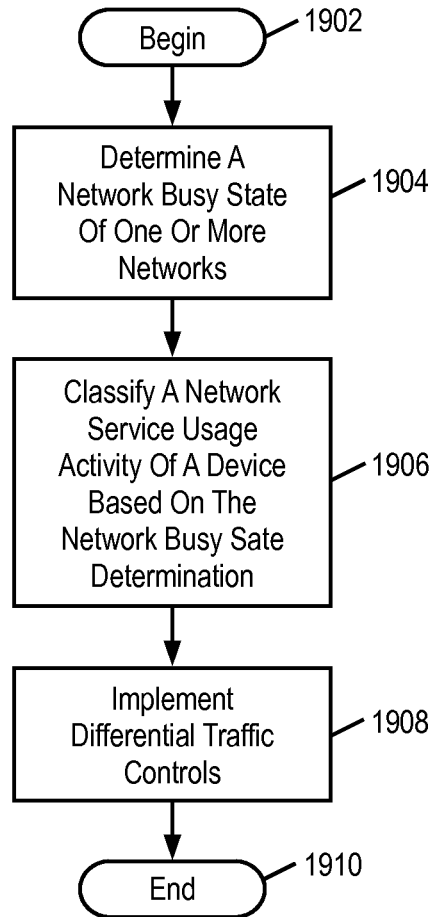 Begin
1902
Determine A
Network Busy State
Of One Or More
Networks
1904
Classify A Network
Service Usage
Activity Of A Device
Based On The
Network Busy Sate
Determination
1906
Implement
Differential Traffic
Controls
1908
End
1910